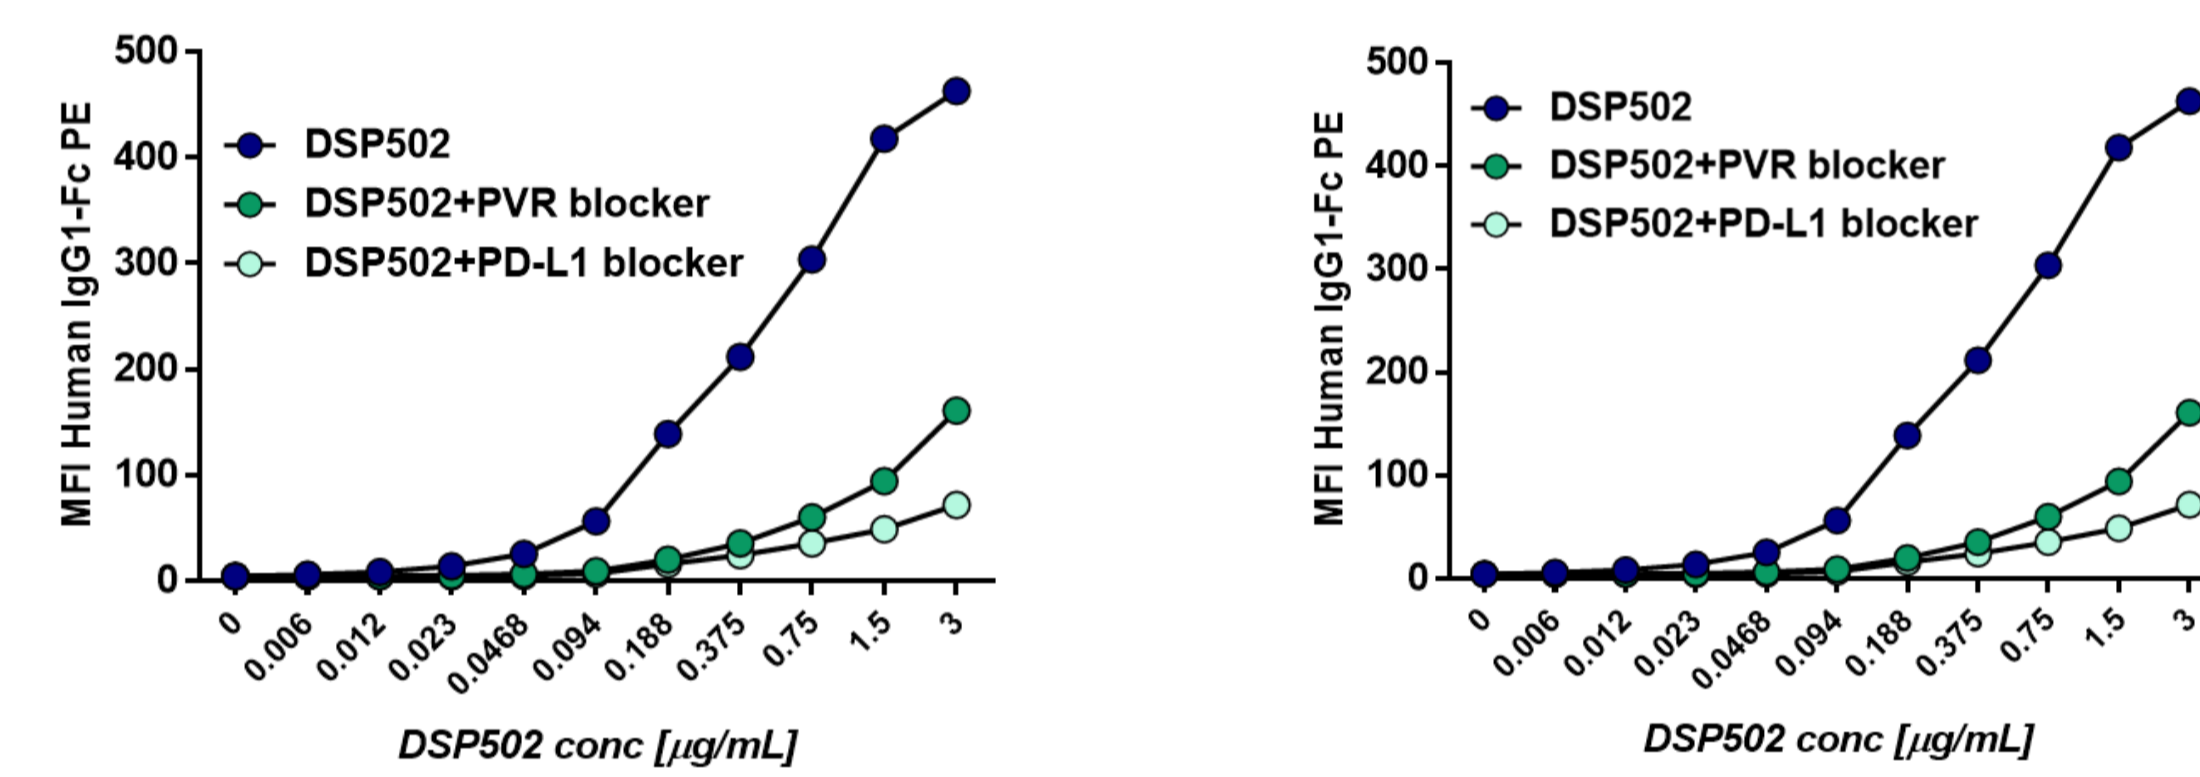 500
400
300
200
100
0
MFI Human IgG1-Fc PE
DSP502
DSP502+PVR blocker
DSP502+PD-L1 blocker
0 0.006 0.012 0.023 0.0468 0.094 0.188 0.375 0.75 1.5 3
DSP502 conc [µg/mL]
500
400
300
200
100
0
MFI Human IgG1-Fc PE
DSP502
DSP502+PVR blocker
DSP502+PD-L1 blocker
0 0.006 0.012 0.023 0.0468 0.094 0.188 0.375 0.75 1.5 3
DSP502 conc [µg/mL]